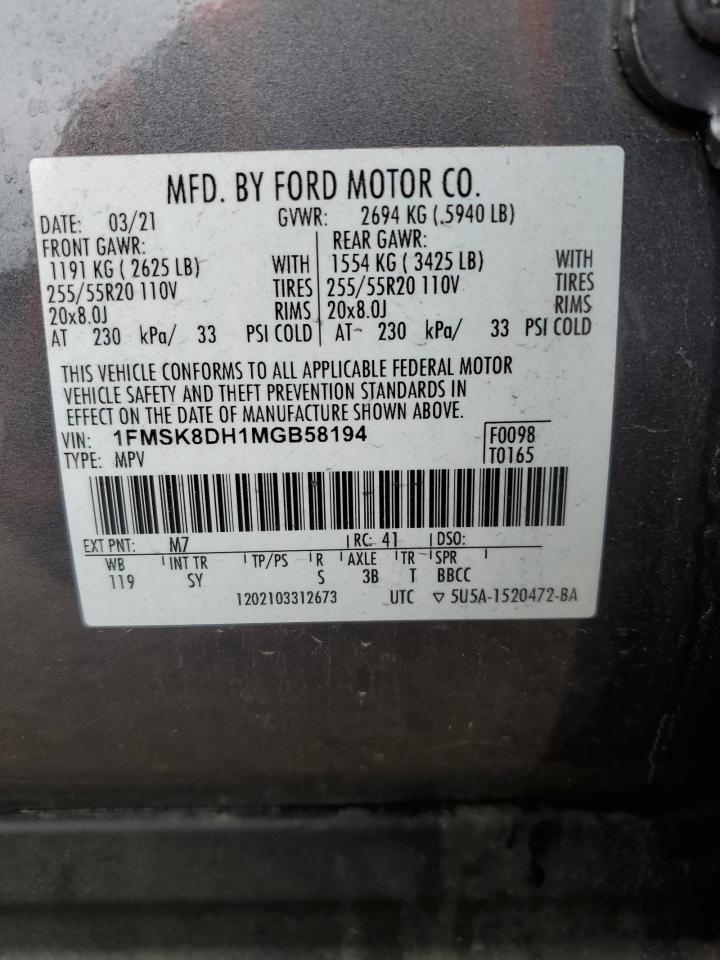 MFD. BY FORD MOTOR CO.
DATE: 03/21 GVWR: 2694 KG (.5940 LB)
FRONT GAWR: REAR GAWR:
1191 KG ( 2625 LB) WITH 1554 KG ( 3425 LB) WITH
255/55R20 110V TIRES 255/55R20 110V TIRES
20x8.0J RIMS 20x8.0J RIMS
AT 230 kPa/ 33 PSI COLD AT 230 kPa/ 33 PSI COLD
THIS VEHICLE CONFORMS TO ALL APPLICABLE FEDERAL MOTOR
VEHICLE SAFETY AND THEFT PREVENTION STANDARDS IN
EFFECT ON THE DATE OF MANUFACTURE SHOWN ABOVE.
VIN: 1FMSK8DH1MGB58194 F0098
TYPE: MPV T0165
EXT PNT: M7 RC: 41 DSO:
WB INT TR TP/PS R AXLE TR SPR
119 SY S 3B T BBCC
1202103312673 UTC ▽ 5U5A-1520472-BA